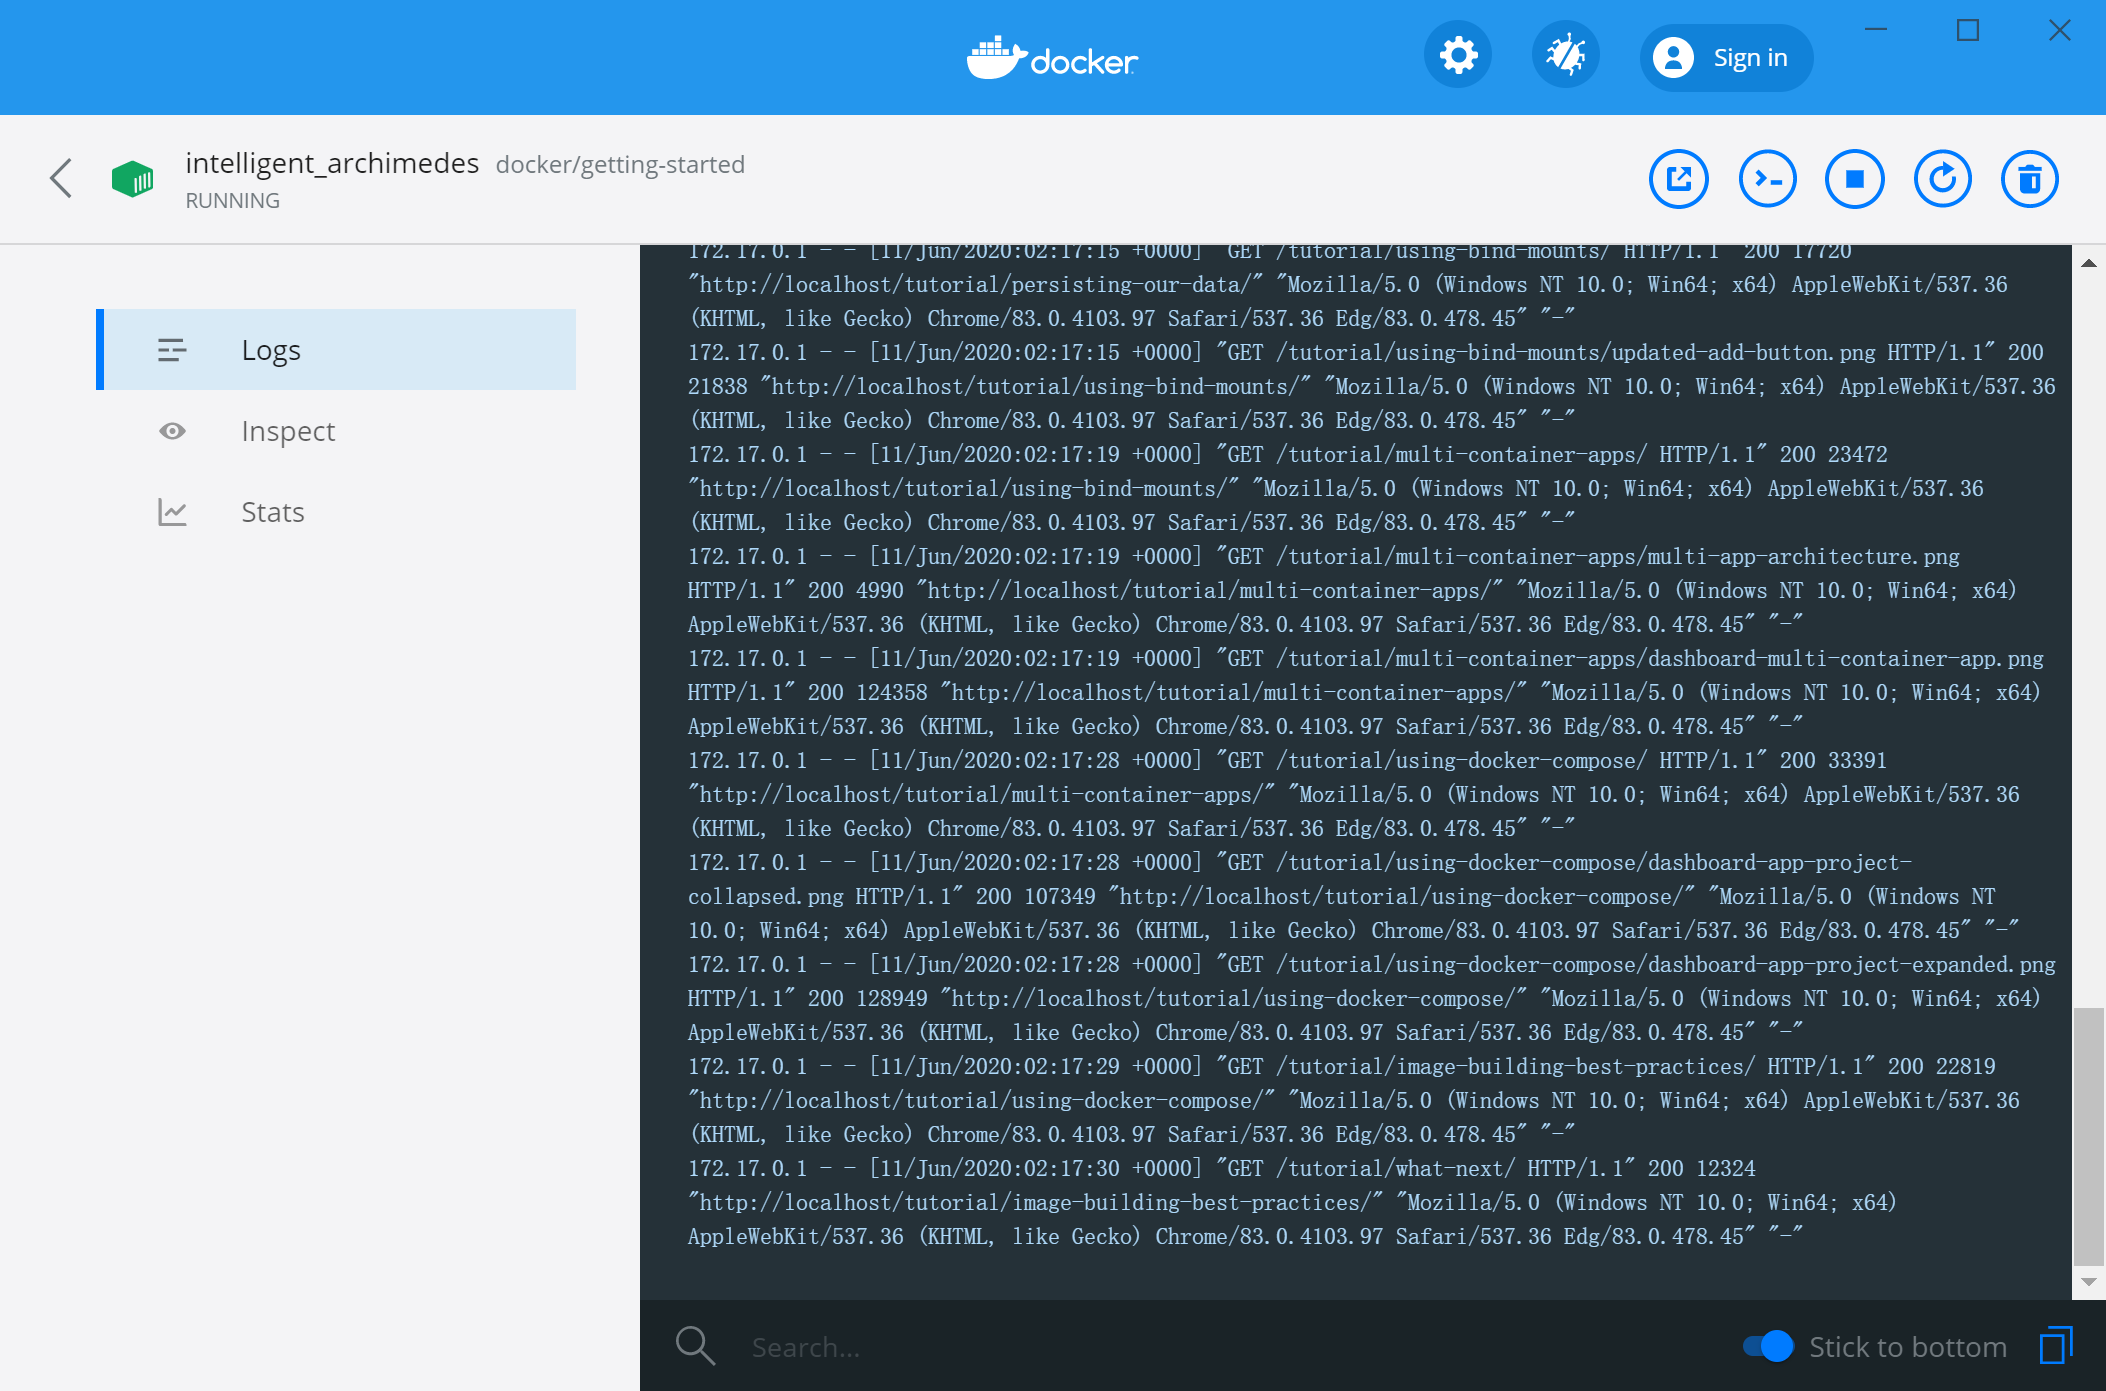 docker
Sign in
intelligent_archimedes docker/getting-started
RUNNING
Logs
Inspect
Stats
172.17.0.1 - - [11/Jun/2020:02:17:15 +0000] "GET /tutorial/using-bind-mounts/ HTTP/1.1" 200 17720
"http://localhost/tutorial/persisting-our-data/" "Mozilla/5.0 (Windows NT 10.0; Win64; x64) AppleWebKit/537.36
(KHTML, like Gecko) Chrome/83.0.4103.97 Safari/537.36 Edg/83.0.478.45" "-"
172.17.0.1 - - [11/Jun/2020:02:17:15 +0000] "GET /tutorial/using-bind-mounts/updated-add-button.png HTTP/1.1" 200
21838 "http://localhost/tutorial/using-bind-mounts/" "Mozilla/5.0 (Windows NT 10.0; Win64; x64) AppleWebKit/537.36
(KHTML, like Gecko) Chrome/83.0.4103.97 Safari/537.36 Edg/83.0.478.45" "-"
172.17.0.1 - - [11/Jun/2020:02:17:19 +0000] "GET /tutorial/multi-container-apps/ HTTP/1.1" 200 23472
"http://localhost/tutorial/using-bind-mounts/" "Mozilla/5.0 (Windows NT 10.0; Win64; x64) AppleWebKit/537.36
(KHTML, like Gecko) Chrome/83.0.4103.97 Safari/537.36 Edg/83.0.478.45" "-"
172.17.0.1 - - [11/Jun/2020:02:17:19 +0000] "GET /tutorial/multi-container-apps/multi-app-architecture.png
HTTP/1.1" 200 4990 "http://localhost/tutorial/multi-container-apps/" "Mozilla/5.0 (Windows NT 10.0; Win64; x64)
AppleWebKit/537.36 (KHTML, like Gecko) Chrome/83.0.4103.97 Safari/537.36 Edg/83.0.478.45" "-"
172.17.0.1 - - [11/Jun/2020:02:17:19 +0000] "GET /tutorial/multi-container-apps/dashboard-multi-container-app.png
HTTP/1.1" 200 124358 "http://localhost/tutorial/multi-container-apps/" "Mozilla/5.0 (Windows NT 10.0; Win64; x64)
AppleWebKit/537.36 (KHTML, like Gecko) Chrome/83.0.4103.97 Safari/537.36 Edg/83.0.478.45" "-"
172.17.0.1 - - [11/Jun/2020:02:17:28 +0000] "GET /tutorial/using-docker-compose/ HTTP/1.1" 200 33391
"http://localhost/tutorial/multi-container-apps/" "Mozilla/5.0 (Windows NT 10.0; Win64; x64) AppleWebKit/537.36
(KHTML, like Gecko) Chrome/83.0.4103.97 Safari/537.36 Edg/83.0.478.45" "-"
172.17.0.1 - - [11/Jun/2020:02:17:28 +0000] "GET /tutorial/using-docker-compose/dashboard-app-project-
collapsed.png HTTP/1.1" 200 107349 "http://localhost/tutorial/using-docker-compose/" "Mozilla/5.0 (Windows NT
10.0; Win64; x64) AppleWebKit/537.36 (KHTML, like Gecko) Chrome/83.0.4103.97 Safari/537.36 Edg/83.0.478.45" "-"
172.17.0.1 - - [11/Jun/2020:02:17:28 +0000] "GET /tutorial/using-docker-compose/dashboard-app-project-expanded.png
HTTP/1.1" 200 128949 "http://localhost/tutorial/using-docker-compose/" "Mozilla/5.0 (Windows NT 10.0; Win64; x64)
AppleWebKit/537.36 (KHTML, like Gecko) Chrome/83.0.4103.97 Safari/537.36 Edg/83.0.478.45" "-"
172.17.0.1 - - [11/Jun/2020:02:17:29 +0000] "GET /tutorial/image-building-best-practices/ HTTP/1.1" 200 22819
"http://localhost/tutorial/using-docker-compose/" "Mozilla/5.0 (Windows NT 10.0; Win64; x64) AppleWebKit/537.36
(KHTML, like Gecko) Chrome/83.0.4103.97 Safari/537.36 Edg/83.0.478.45" "-"
172.17.0.1 - - [11/Jun/2020:02:17:30 +0000] "GET /tutorial/what-next/ HTTP/1.1" 200 12324
"http://localhost/tutorial/image-building-best-practices/" "Mozilla/5.0 (Windows NT 10.0; Win64; x64)
AppleWebKit/537.36 (KHTML, like Gecko) Chrome/83.0.4103.97 Safari/537.36 Edg/83.0.478.45" "-"
Search...
Stick to bottom